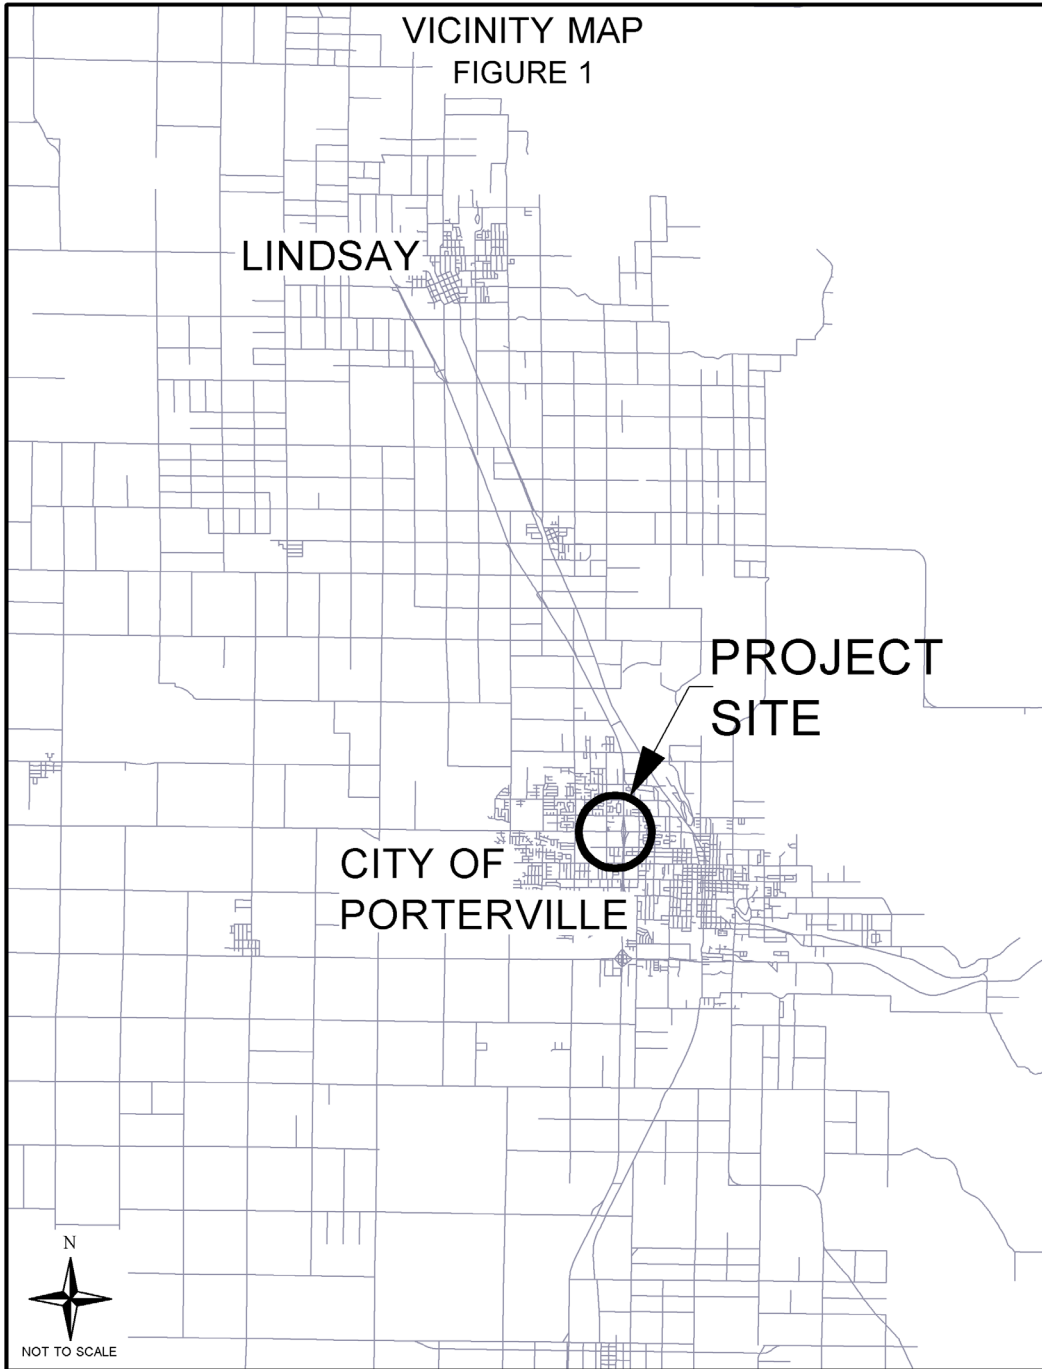 VICINITY MAP
FIGURE 1
LINDSAY
PROJECT
SITE
CITY OF
PORTERVILLE
N
NOT TO SCALE